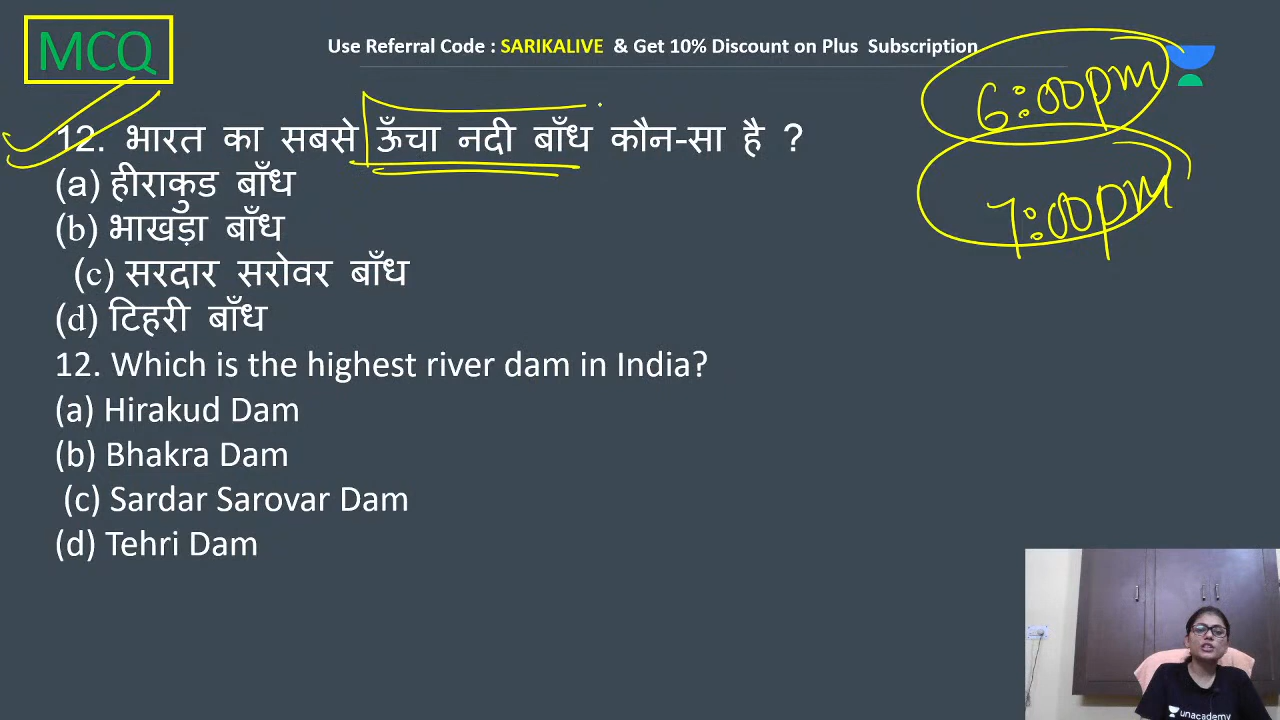 MCQ
Use Referral Code : SARIKALIVE & Get 10% Discount on Plus Subscription
6:00pm
7:00pm
12. भारत का सबसे ऊँचा नदी बाँध कौन-सा है ?
(a) हीराकुड बाँध
(b) भाखड़ा बाँध
(c) सरदार सरोवर बाँध
(d) टिहरी बाँध
12. Which is the highest river dam in India?
(a) Hirakud Dam
(b) Bhakra Dam
(c) Sardar Sarovar Dam
(d) Tehri Dam
unacademy